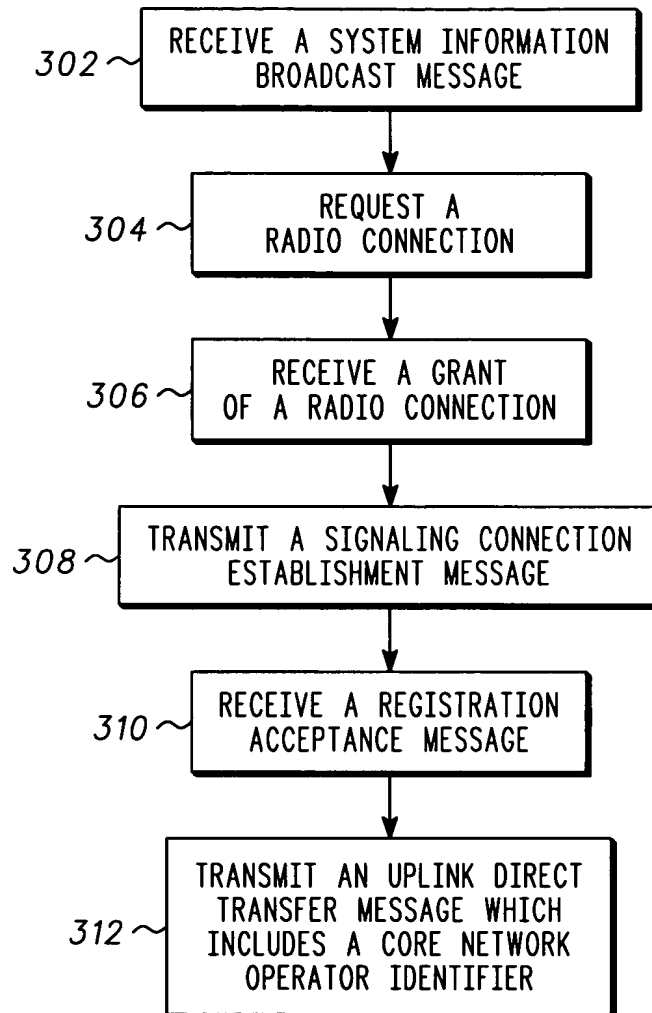 302
RECEIVE A SYSTEM INFORMATION
BROADCAST MESSAGE
304
REQUEST A
RADIO CONNECTION
306
RECEIVE A GRANT
OF A RADIO CONNECTION
308
TRANSMIT A SIGNALING CONNECTION
ESTABLISHMENT MESSAGE
310
RECEIVE A REGISTRATION
ACCEPTANCE MESSAGE
312
TRANSMIT AN UPLINK DIRECT
TRANSFER MESSAGE WHICH
INCLUDES A CORE NETWORK
OPERATOR IDENTIFIER